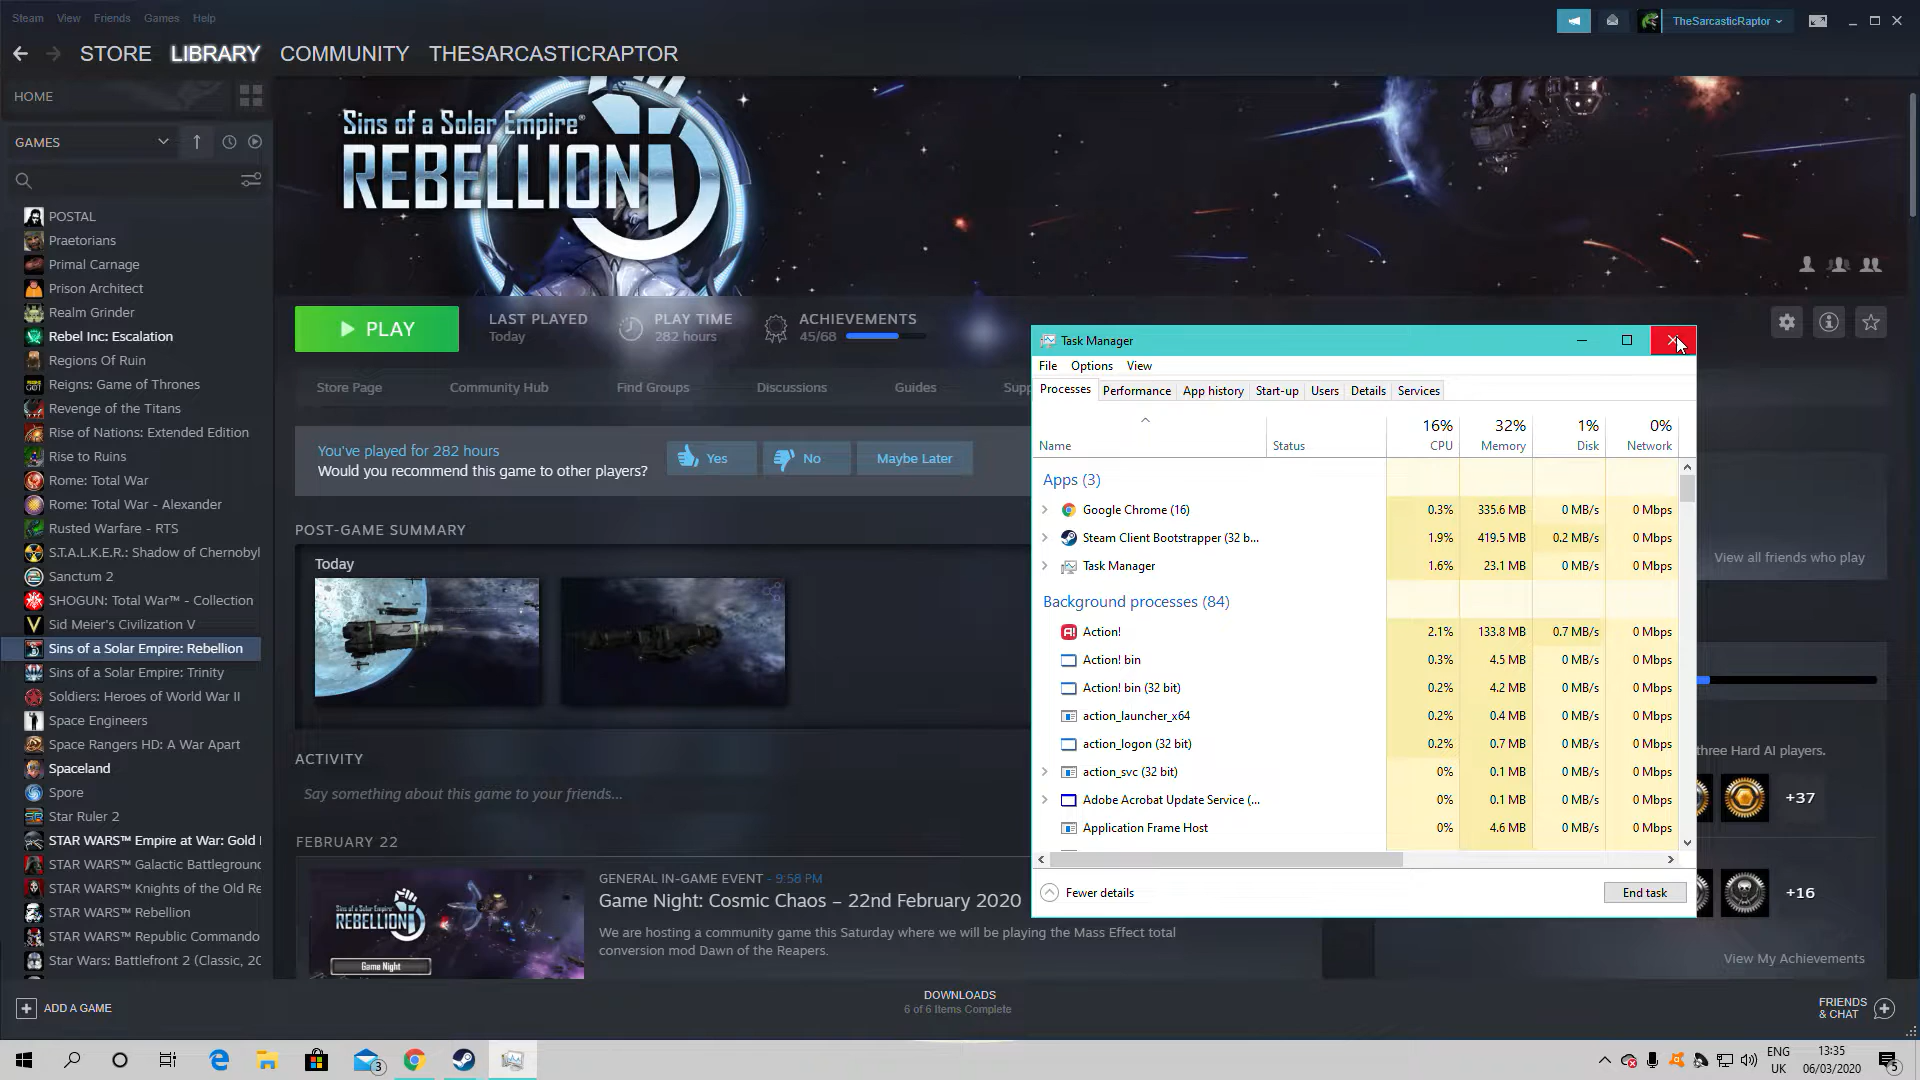 Steam View Friends Games Help
TheSarcasticRaptor
STORE LIBRARY COMMUNITY THESARCASTICRAPTOR
HOME
GAMES
POSTAL
Praetorians
Primal Carnage
Prison Architect
Realm Grinder
Rebel Inc: Escalation
Regions Of Ruin
Reigns: Game of Thrones
Revenge of the Titans
Rise of Nations: Extended Edition
Rise to Ruins
Rome: Total War
Rome: Total War - Alexander
Rusted Warfare - RTS
S.T.A.L.K.E.R.: Shadow of Chernobyl
Sanctum 2
SHOGUN: Total War™ - Collection
Sid Meier's Civilization V
Sins of a Solar Empire: Rebellion
Sins of a Solar Empire: Trinity
Soldiers: Heroes of World War II
Space Engineers
Space Rangers HD: A War Apart
Spaceland
Spore
Star Ruler 2
STAR WARS™ Empire at War: Gold
STAR WARS™ Galactic Battleground
STAR WARS™ Knights of the Old Re
STAR WARS™ Rebellion
STAR WARS™ Republic Commando
Star Wars: Battlefront 2 (Classic, 20
ADD A GAME
Sins of a Solar Empire®
REBELLION
PLAY
LAST PLAYED
Today
PLAY TIME
282 hours
ACHIEVEMENTS
45/68
Store Page Community Hub Find Groups Discussions Guides Supp
You've played for 282 hours
Would you recommend this game to other players?
Yes No Maybe Later
POST-GAME SUMMARY
Today
ACTIVITY
Say something about this game to your friends...
FEBRUARY 22
Sins of a Solar Empire
REBELLION
Game Night
GENERAL IN-GAME EVENT - 9:58 PM
Game Night: Cosmic Chaos – 22nd February 2020
We are hosting a community game this Saturday where we will be playing the Mass Effect total
conversion mod Dawn of the Reapers.
View all friends who play
three Hard AI players.
+37
+16
View My Achievements
Task Manager
File Options View
Processes Performance App history Start-up Users Details Services
16% 32% 1% 0%
Name Status CPU Memory Disk Network
Apps (3)
Google Chrome (16) 0.3% 335.6 MB 0 MB/s 0 Mbps
Steam Client Bootstrapper (32 b... 1.9% 419.5 MB 0.2 MB/s 0 Mbps
Task Manager 1.6% 23.1 MB 0 MB/s 0 Mbps
Background processes (84)
Action! 2.1% 133.8 MB 0.7 MB/s 0 Mbps
Action! bin 0.3% 4.5 MB 0 MB/s 0 Mbps
Action! bin (32 bit) 0.2% 4.2 MB 0 MB/s 0 Mbps
action_launcher_x64 0.2% 0.4 MB 0 MB/s 0 Mbps
action_logon (32 bit) 0.2% 0.7 MB 0 MB/s 0 Mbps
action_svc (32 bit) 0% 0.1 MB 0 MB/s 0 Mbps
Adobe Acrobat Update Service (... 0% 0.1 MB 0 MB/s 0 Mbps
Application Frame Host 0% 4.6 MB 0 MB/s 0 Mbps
Fewer details
End task
DOWNLOADS
6 of 6 Items Complete
FRIENDS
& CHAT
3
ENG
UK
13:35
06/03/2020
5